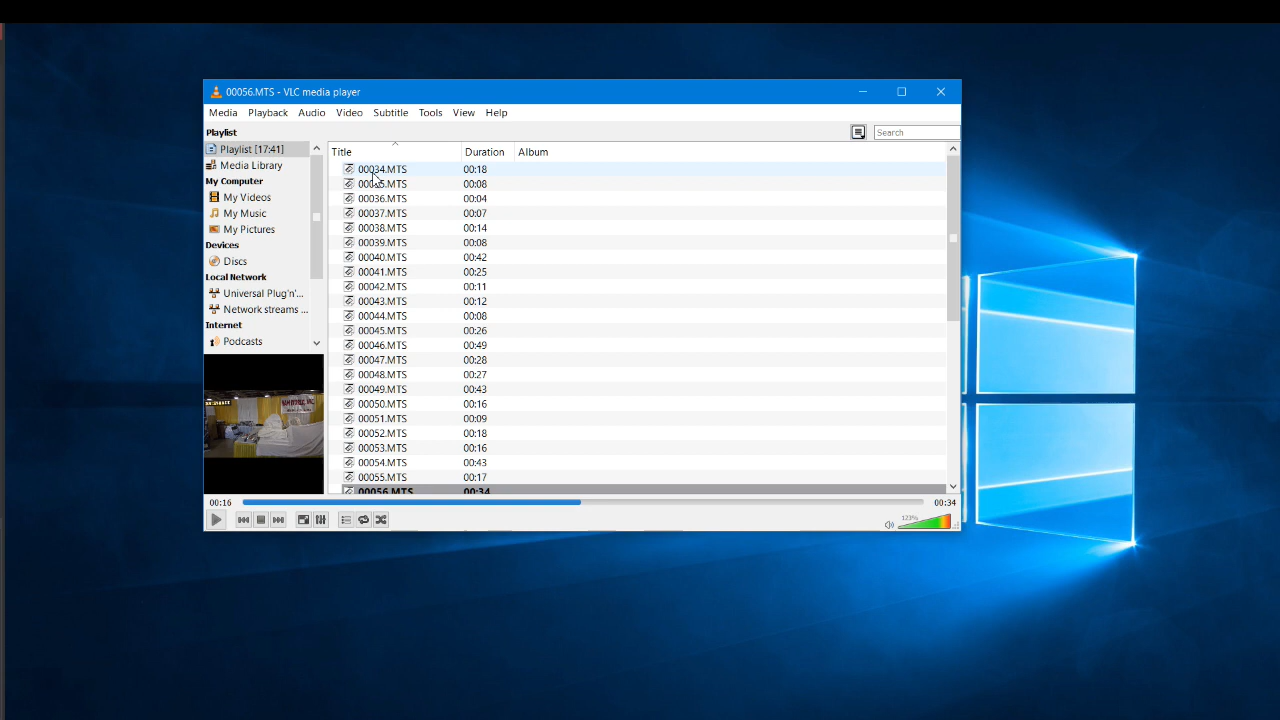 00056.MTS - VLC media player
Media Playback Audio Video Subtitle Tools View Help
Playlist
Search
Playlist [17:41]
Media Library
My Computer
My Videos
My Music
My Pictures
Devices
Discs
Local Network
Universal Plug'n'...
Network streams ...
Internet
Podcasts
Title Duration Album
00034.MTS 00:18
00035.MTS 00:08
00036.MTS 00:04
00037.MTS 00:07
00038.MTS 00:14
00039.MTS 00:08
00040.MTS 00:42
00041.MTS 00:25
00042.MTS 00:11
00043.MTS 00:12
00044.MTS 00:08
00045.MTS 00:26
00046.MTS 00:49
00047.MTS 00:28
00048.MTS 00:27
00049.MTS 00:43
00050.MTS 00:16
00051.MTS 00:09
00052.MTS 00:18
00053.MTS 00:16
00054.MTS 00:43
00055.MTS 00:17
00056.MTS 00:34
00:16 00:34
123%